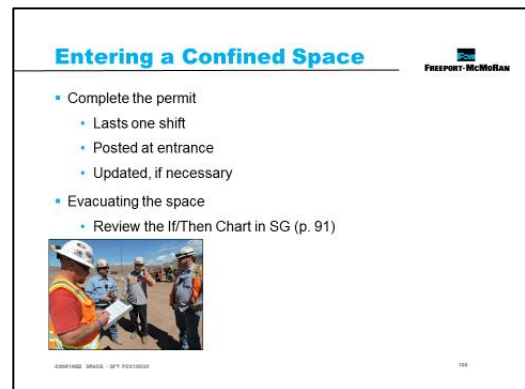 Entering a Confined Space
FREEPORT-MCMORAN
▪ Complete the permit
• Lasts one shift
• Posted at entrance
• Updated, if necessary
▪ Evacuating the space
• Review the If/Then Chart in SG (p. 91)
CONFINED SPACE - SFT